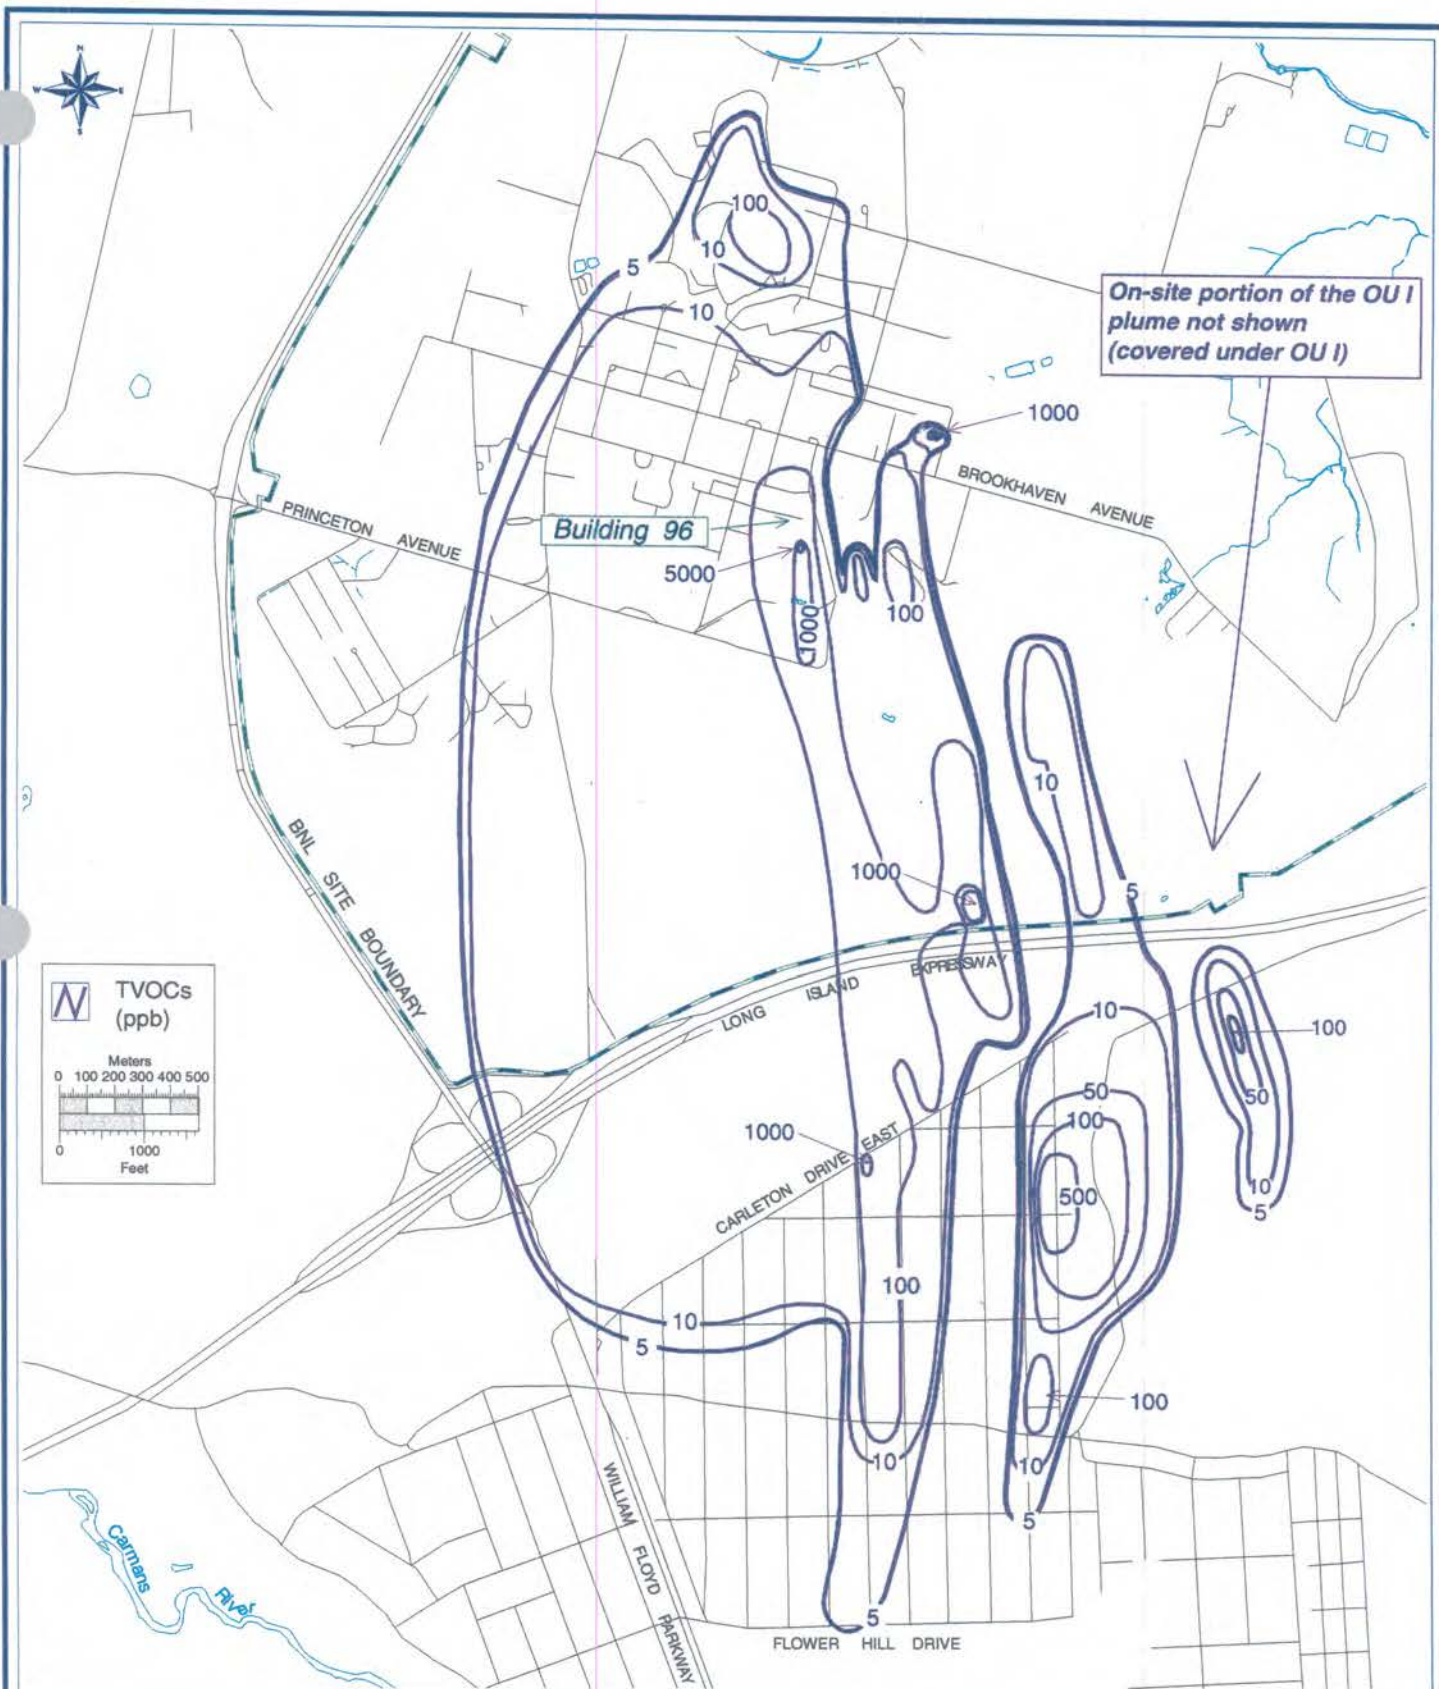 N
W
E
S
100
10
5
10
On-site portion of the OU I
plume not shown
(covered under OU I)
1000
BROOKHAVEN AVENUE
PRINCETON AVENUE
Building 96
5000
1000
100
10
BNL SITE BOUNDARY
1000
5
EXPRESSWAY
LONG ISLAND
TVOCs
(ppb)
Meters
0 100 200 300 400 500
0 1000
Feet
10
100
50
50
100
1000
CARLETON DRIVE EAST
500
10
5
100
10
5
100
10
10
5
WILLIAM FLOYD PARKWAY
Carmans River
5
FLOWER HILL DRIVE